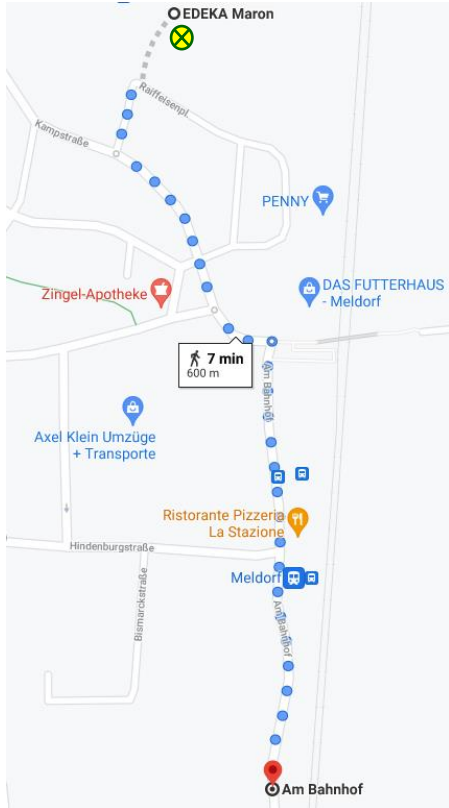 EDEKA Maron
Raiffeisenpl.
Kampstraße
PENNY
DAS FUTTERHAUS
- Meldorf
Zingel-Apotheke
7 min
600 m
Am Bahnhof
Axel Klein Umzüge
+ Transporte
Ristorante Pizzeria
La Stazione
Hindenburgstraße
Meldorf
Bismarckstraße
Am Bahnhof
Am Bahnhof